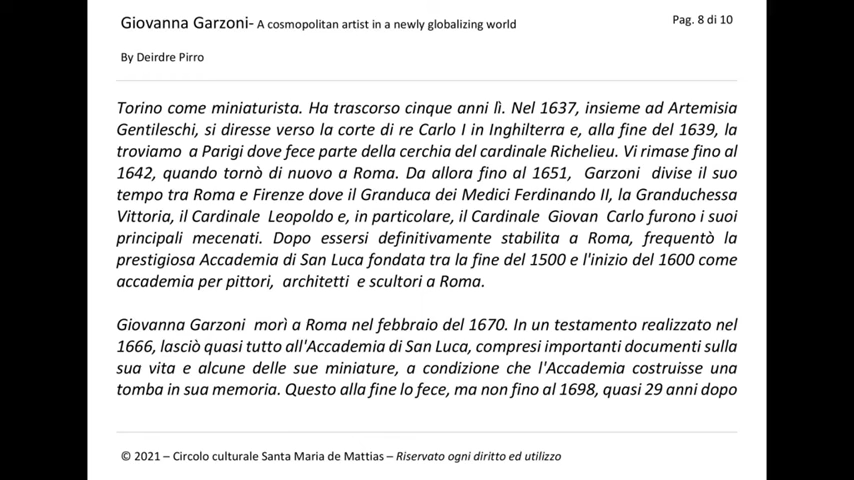 Giovanna Garzoni- A cosmopolitan artist in a newly globalizing world
Pag. 8 di 10
By Deirdre Pirro
Torino come miniaturista. Ha trascorso cinque anni lì. Nel 1637, insieme ad Artemisia
Gentileschi, si diresse verso la corte di re Carlo I in Inghilterra e, alla fine del 1639, la
troviamo a Parigi dove fece parte della cerchia del cardinale Richelieu. Vi rimase fino al
1642, quando tornò di nuovo a Roma. Da allora fino al 1651, Garzoni divise il suo
tempo tra Roma e Firenze dove il Granduca dei Medici Ferdinando II, la Granduchessa
Vittoria, il Cardinale Leopoldo e, in particolare, il Cardinale Giovan Carlo furono i suoi
principali mecenati. Dopo essersi definitivamente stabilita a Roma, frequentò la
prestigiosa Accademia di San Luca fondata tra la fine del 1500 e l'inizio del 1600 come
accademia per pittori, architetti e scultori a Roma.
Giovanna Garzoni morì a Roma nel febbraio del 1670. In un testamento realizzato nel
1666, lasciò quasi tutto all'Accademia di San Luca, compresi importanti documenti sulla
sua vita e alcune delle sue miniature, a condizione che l'Accademia costruisse una
tomba in sua memoria. Questo alla fine lo fece, ma non fino al 1698, quasi 29 anni dopo
© 2021 – Circolo culturale Santa Maria de Mattias – Riservato ogni diritto ed utilizzo